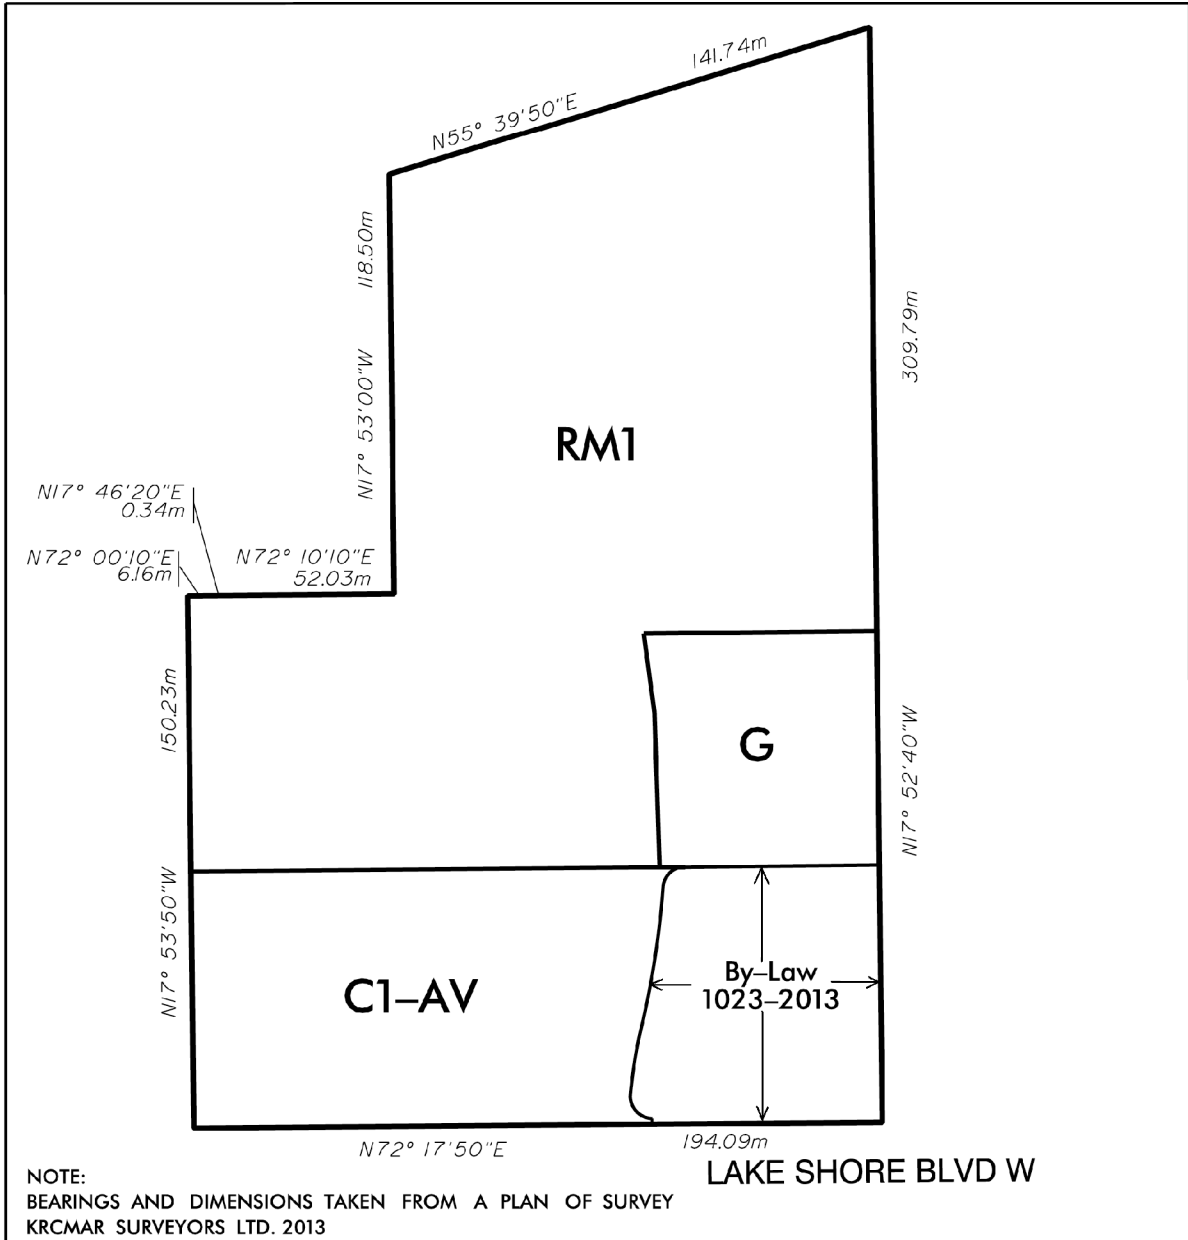 141.74m
N55° 39'50"E
118.50m
N17° 53'00"W
309.79m
RM1
N17° 46'20"E
0.34m
N72° 00'10"E
6.16m
N72° 10'10"E
52.03m
150.23m
G
N17° 52'40"W
N17° 53'50"W
C1–AV
By–Law
1023–2013
N72° 17'50"E
194.09m
LAKE SHORE BLVD W
NOTE:
BEARINGS AND DIMENSIONS TAKEN FROM A PLAN OF SURVEY
KRCMAR SURVEYORS LTD. 2013